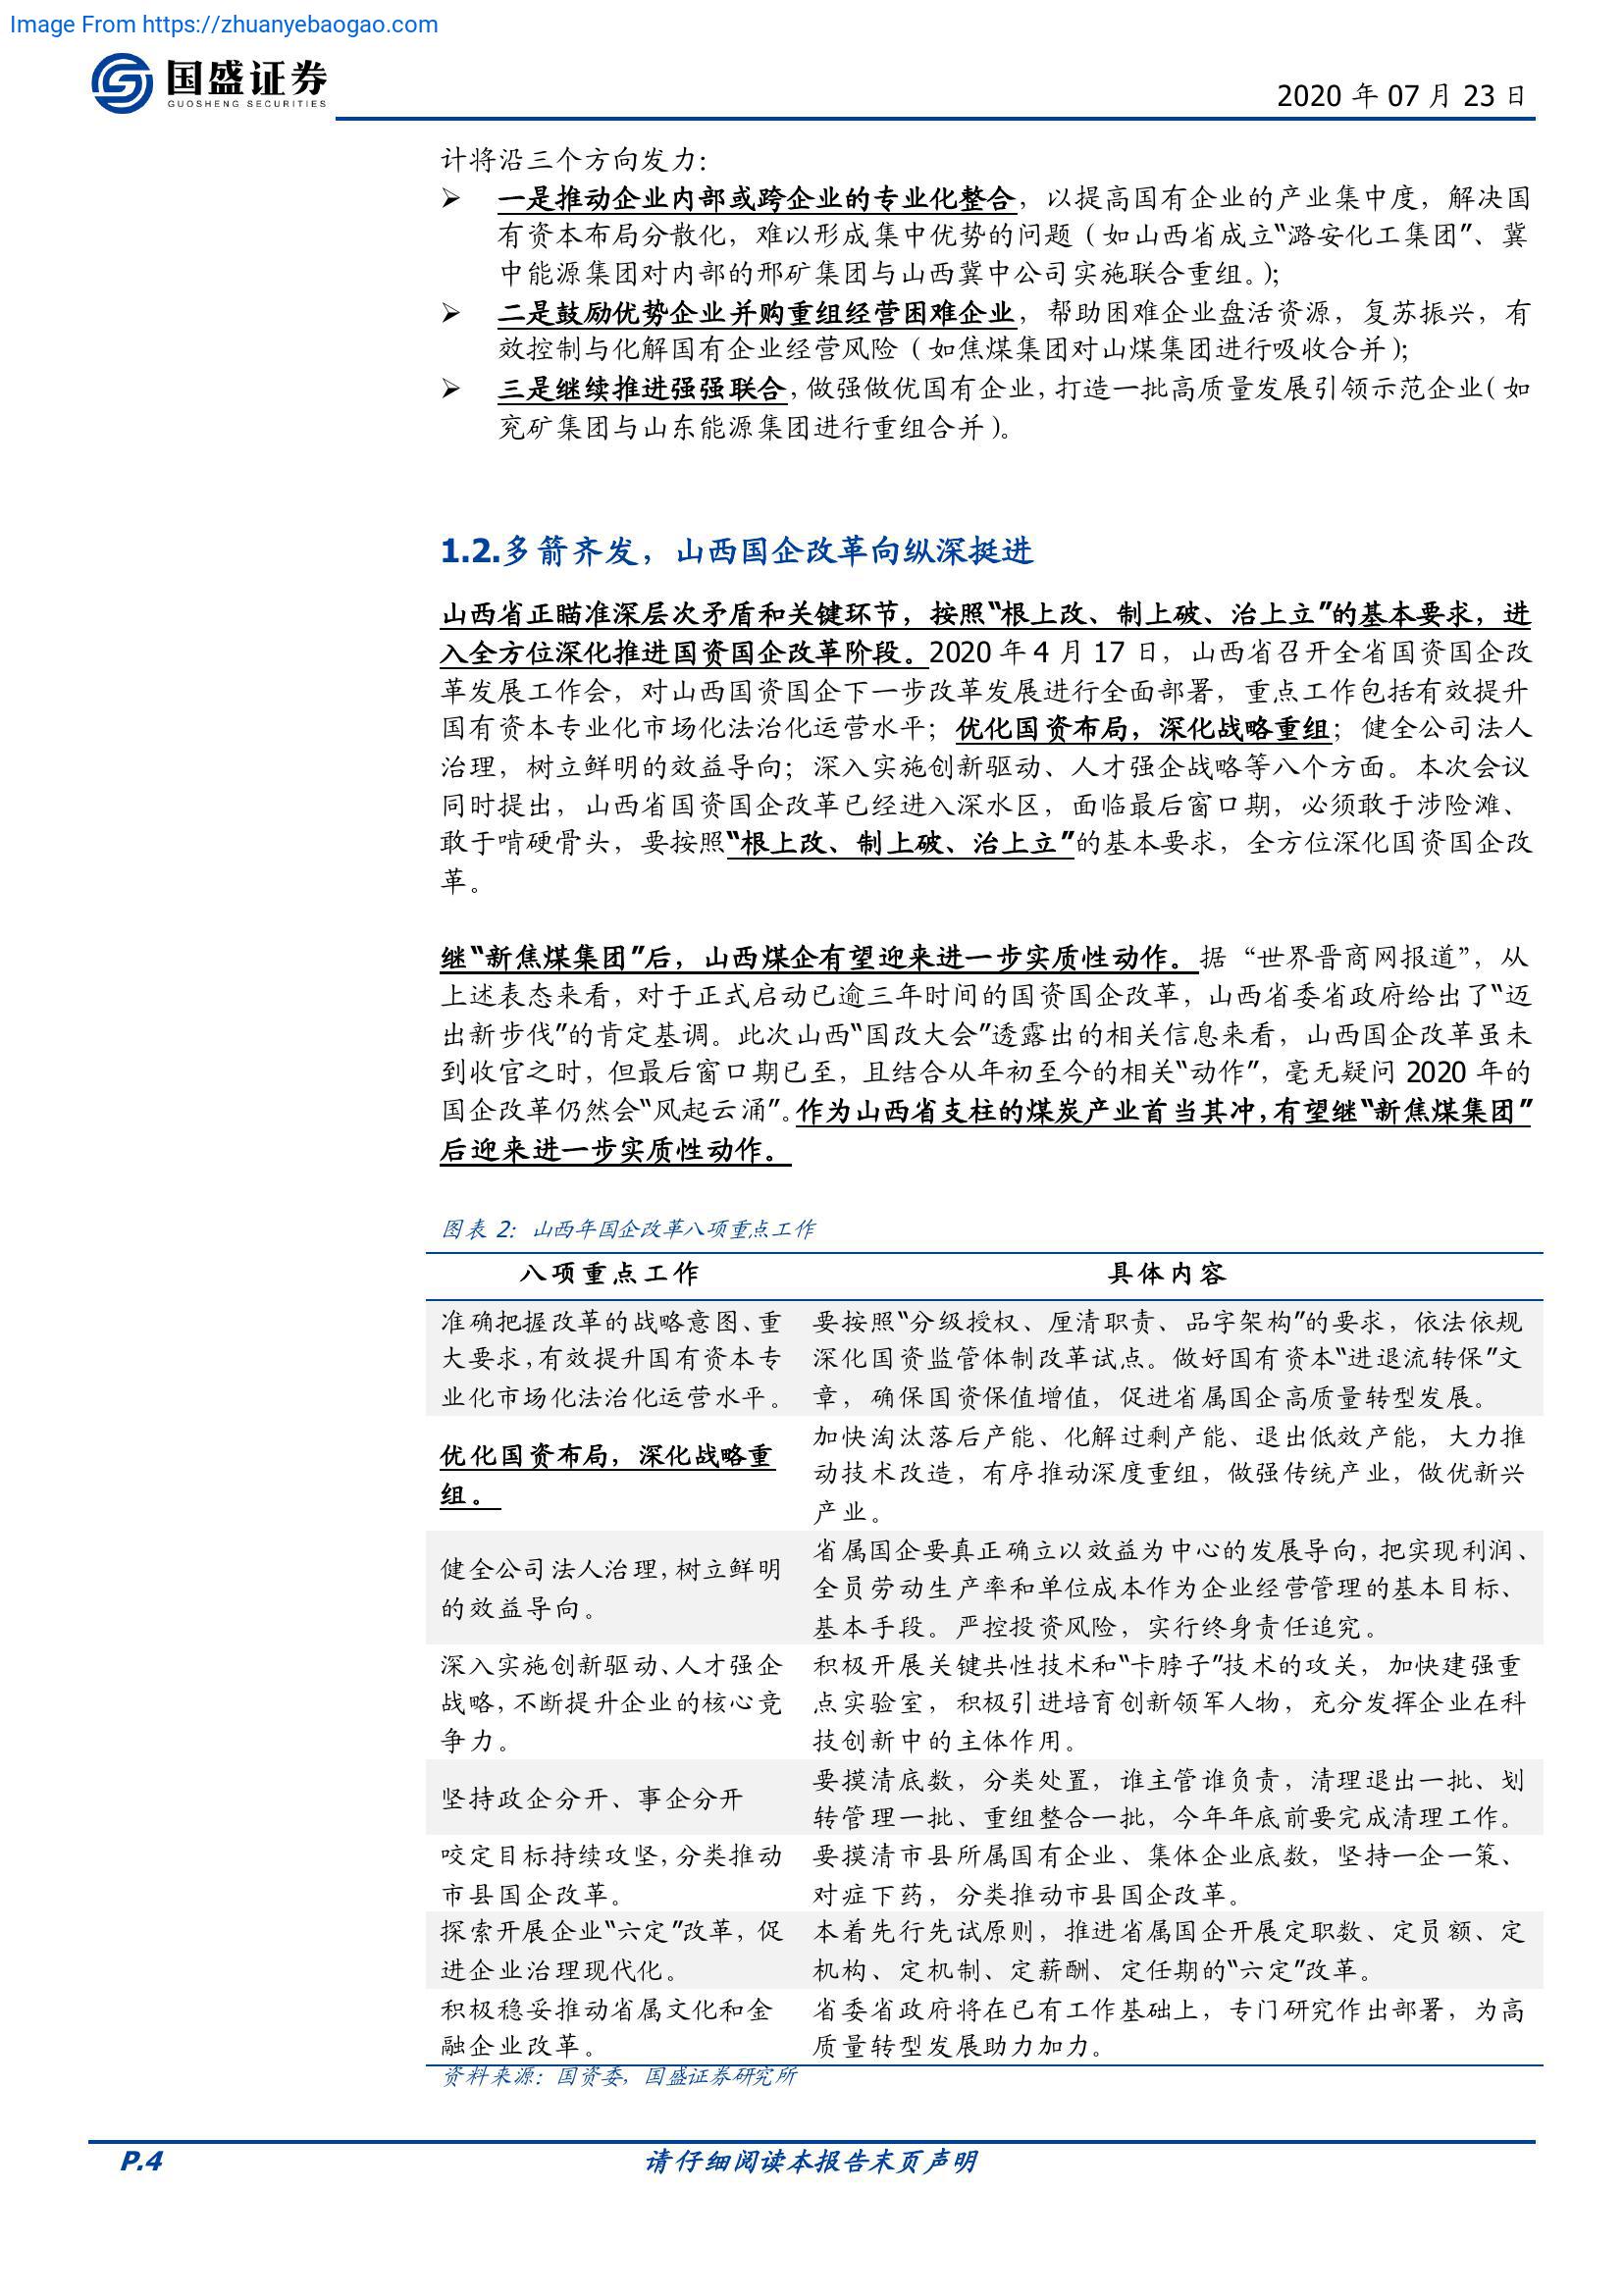 Image From https://zhuanyebaogao.com
国盛证券
GUOSHENG SECURITIES
2020 年 07 月 23 日
计将沿三个方向发力：
➢ 一是推动企业内部或跨企业的专业化整合，以提高国有企业的产业集中度，解决国
有资本布局分散化，难以形成集中优势的问题（如山西省成立“潞安化工集团”、冀
中能源集团对内部的邢矿集团与山西冀中公司实施联合重组。）；
➢ 二是鼓励优势企业并购重组经营困难企业，帮助困难企业盘活资源，复苏振兴，有
效控制与化解国有企业经营风险（如焦煤集团对山煤集团进行吸收合并）；
➢ 三是继续推进强强联合，做强做优国有企业，打造一批高质量发展引领示范企业（如
兖矿集团与山东能源集团进行重组合并）。
1.2.多箭齐发，山西国企改革向纵深挺进
山西省正瞄准深层次矛盾和关键环节，按照“根上改、制上破、治上立”的基本要求，进
入全方位深化推进国资国企改革阶段。2020 年 4 月 17 日，山西省召开全省国资国企改
革发展工作会，对山西国资国企下一步改革发展进行全面部署，重点工作包括有效提升
国有资本专业化市场化法治化运营水平；优化国资布局，深化战略重组；健全公司法人
治理，树立鲜明的效益导向；深入实施创新驱动、人才强企战略等八个方面。本次会议
同时提出，山西省国资国企改革已经进入深水区，面临最后窗口期，必须敢于涉险滩、
敢于啃硬骨头，要按照“根上改、制上破、治上立”的基本要求，全方位深化国资国企改
革。
继“新焦煤集团”后，山西煤企有望迎来进一步实质性动作。据“世界晋商网报道”，从
上述表态来看，对于正式启动已逾三年时间的国资国企改革，山西省委省政府给出了“迈
出新步伐”的肯定基调。此次山西“国改大会”透露出的相关信息来看，山西国企改革虽未
到收官之时，但最后窗口期已至，且结合从年初至今的相关“动作”，毫无疑问 2020 年的
国企改革仍然会“风起云涌”。作为山西省支柱的煤炭产业首当其冲，有望继“新焦煤集团”
后迎来进一步实质性动作。
图表 2：山西年国企改革八项重点工作
八项重点工作 具体内容
准确把握改革的战略意图、重 要按照“分级授权、厘清职责、品字架构”的要求，依法依规
大要求，有效提升国有资本专 深化国资监管体制改革试点。做好国有资本“进退流转保”文
业化市场化法治化运营水平。 章，确保国资保值增值，促进省属国企高质量转型发展。
优化国资布局，深化战略重 加快淘汰落后产能、化解过剩产能、退出低效产能，大力推
组。 动技术改造，有序推动深度重组，做强传统产业，做优新兴
产业。
健全公司法人治理，树立鲜明 省属国企要真正确立以效益为中心的发展导向，把实现利润、
的效益导向。 全员劳动生产率和单位成本作为企业经营管理的基本目标、
基本手段。严控投资风险，实行终身责任追究。
深入实施创新驱动、人才强企 积极开展关键共性技术和“卡脖子”技术的攻关，加快建强重
战略，不断提升企业的核心竞 点实验室，积极引进培育创新领军人物，充分发挥企业在科
争力。 技创新中的主体作用。
坚持政企分开、事企分开 要摸清底数，分类处置，谁主管谁负责，清理退出一批、划
转管理一批、重组整合一批，今年年底前要完成清理工作。
咬定目标持续攻坚，分类推动 要摸清市县所属国有企业、集体企业底数，坚持一企一策、
市县国企改革。 对症下药，分类推动市县国企改革。
探索开展企业“六定”改革，促 本着先行先试原则，推进省属国企开展定职数、定员额、定
进企业治理现代化。 机构、定机制、定薪酬、定任期的“六定”改革。
积极稳妥推动省属文化和金 省委省政府将在已有工作基础上，专门研究作出部署，为高
融企业改革。 质量转型发展助力加力。
资料来源：国资委，国盛证券研究所
P.4 请仔细阅读本报告末页声明